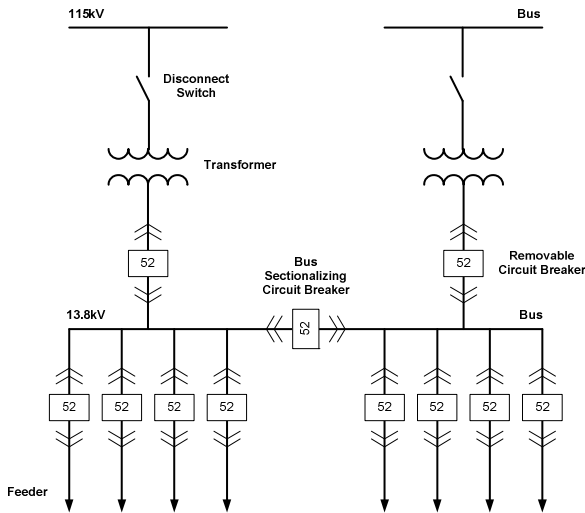 115kV
Bus
Disconnect
Switch
Transformer
52
52
Removable
Circuit Breaker
Bus
Sectionalizing
Circuit Breaker
13.8kV
52
Bus
52
52
52
52
52
52
52
52
Feeder